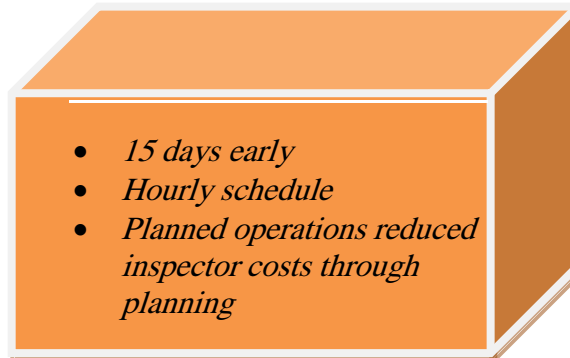 • 15 days early
• Hourly schedule
• Planned operations reduced
inspector costs through
planning